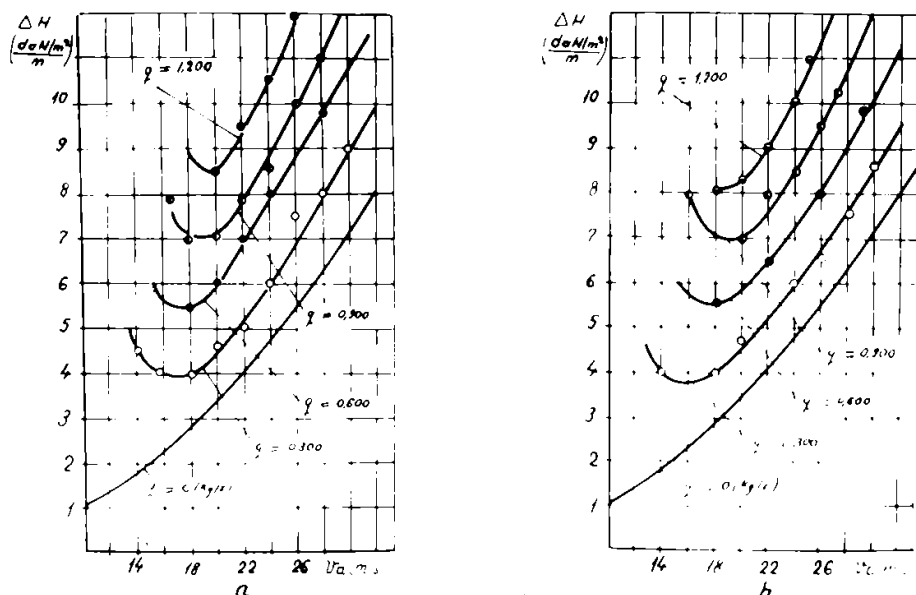 ΔH
(daN/m²/m)
q = 1,200
10
9
8
7
6
5
4
3
2
1
q = 0,900
q = 0,600
q = 0,300
14
18
22
26
a
ΔH
(daN/m²/m)
q = 1,200
10
9
8
7
6
5
4
3
2
1
= 0,900
14
18
22
26
b